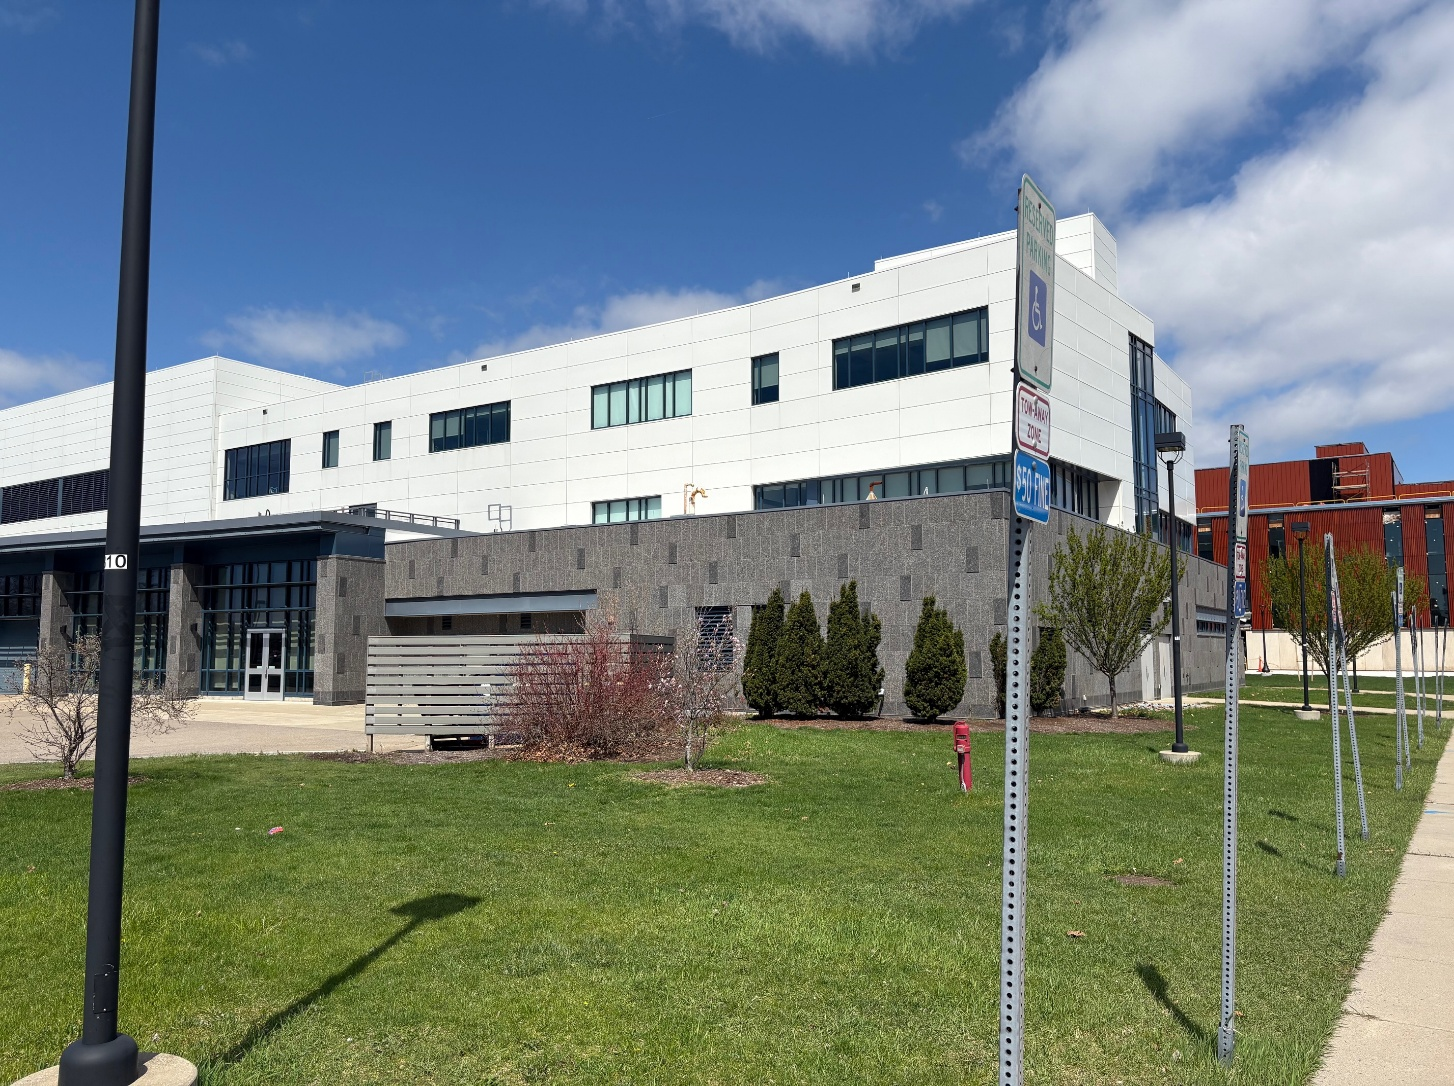 10
RESERVED
PARKING
TOW-AWAY
ZONE
$50 FINE